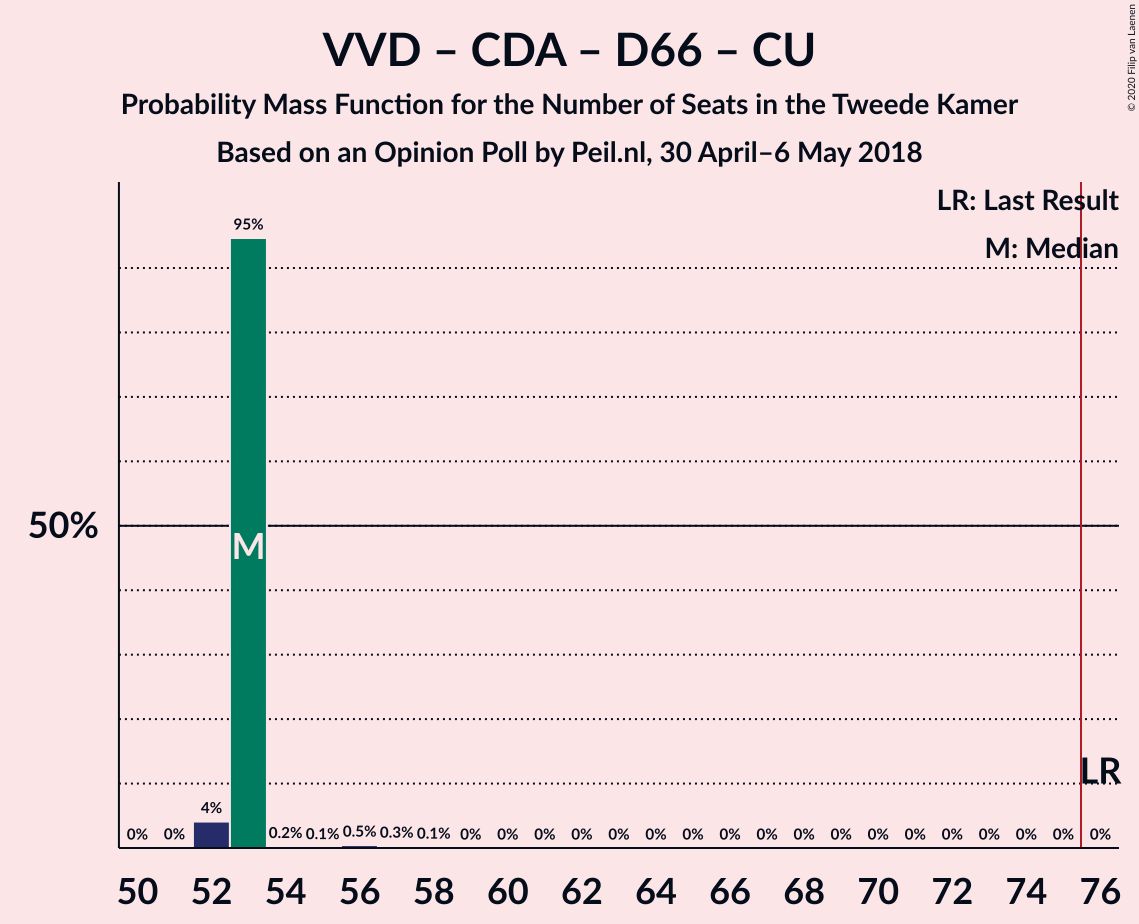 VVD – CDA – D66 – CU
Probability Mass Function for the Number of Seats in the Tweede Kamer
Based on an Opinion Poll by Peil.nl, 30 April–6 May 2018
© 2020 Filip van Laenen
LR: Last Result
M: Median
95%
50%
M
LR
4%
0% 0% 0.2% 0.1% 0.5% 0.3% 0.1% 0% 0% 0% 0% 0% 0% 0% 0% 0% 0% 0% 0% 0% 0% 0% 0% 0% 0%
50 52 54 56 58 60 62 64 66 68 70 72 74 76